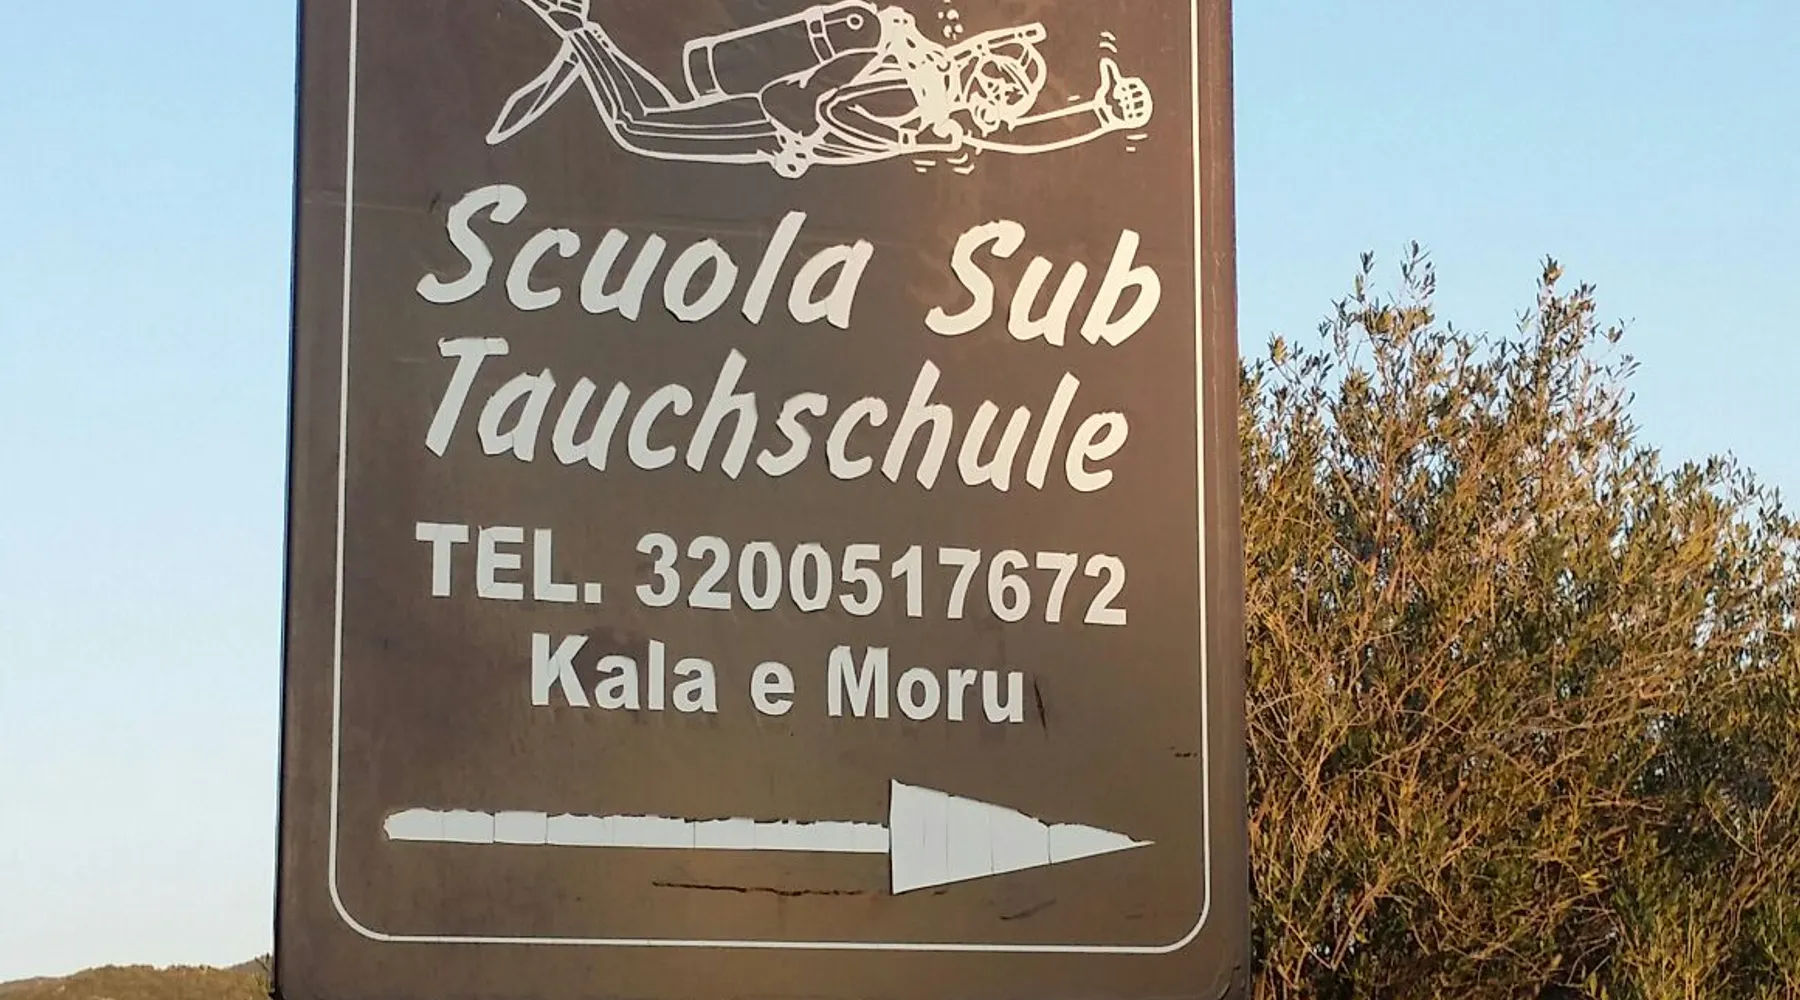 Scuola Sub
Tauchschule
TEL. 3200517672
Kala e Moru